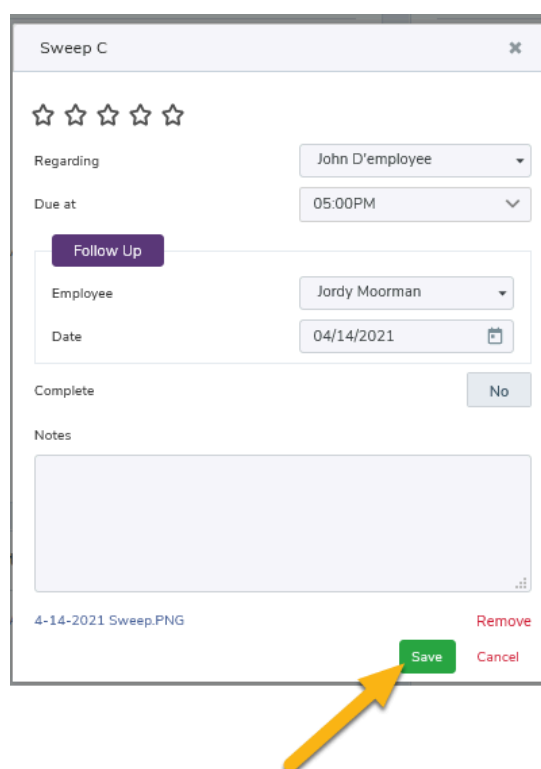 Sweep C
Regarding John D'employee
Due at 05:00PM
Follow Up
Employee Jordy Moorman
Date 04/14/2021
Complete No
Notes
4-14-2021 Sweep.PNG Remove
Save Cancel